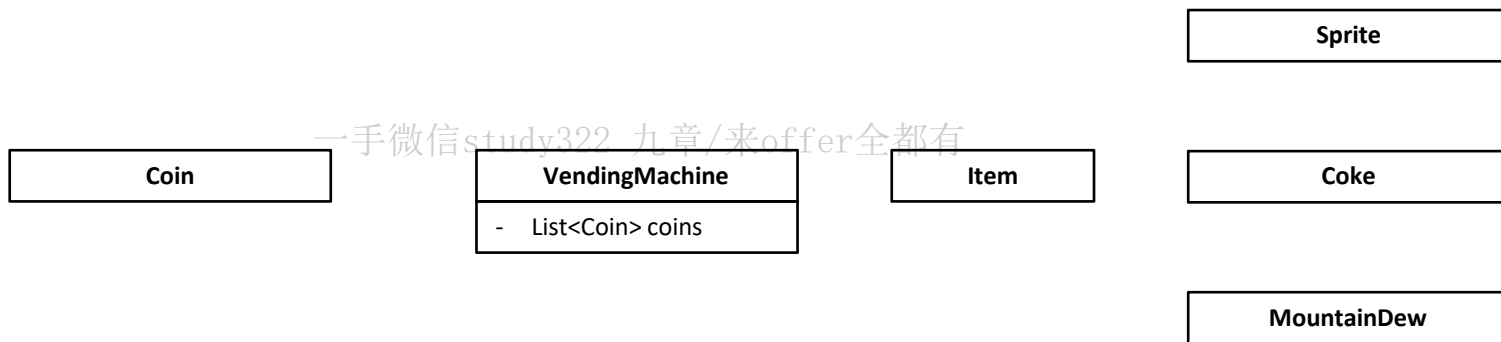 Sprite
一手微信study322 九章/来offer全都有
Coin
VendingMachine
Item
Coke
- List<Coin> coins
MountainDew